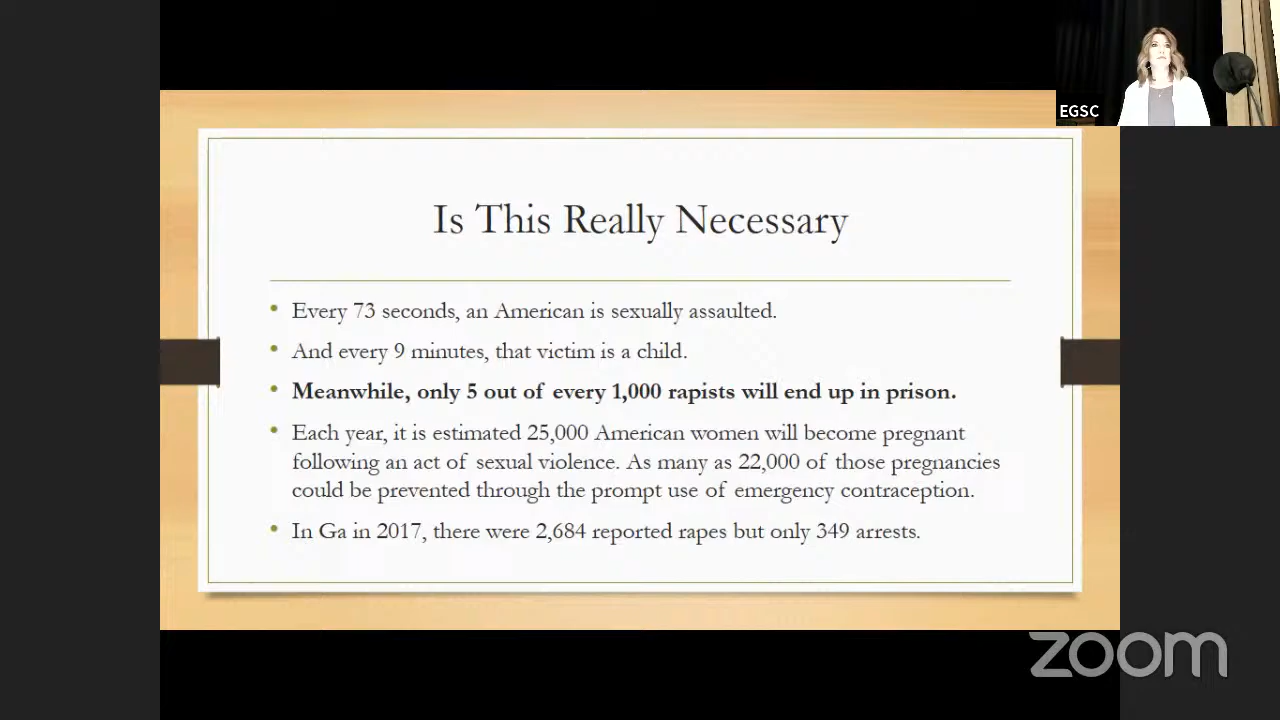 EGSC
Is This Really Necessary
Every 73 seconds, an American is sexually assaulted.
And every 9 minutes, that victim is a child.
Meanwhile, only 5 out of every 1,000 rapists will end up in prison.
Each year, it is estimated 25,000 American women will become pregnant
following an act of sexual violence. As many as 22,000 of those pregnancies
could be prevented through the prompt use of emergency contraception.
In Ga in 2017, there were 2,684 reported rapes but only 349 arrests.
zoom